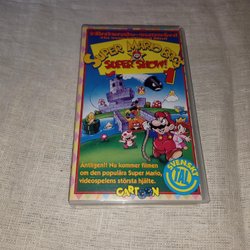 SUPER MARIO BROS
SUPER SHOW!
1
Äntligen! Nu kommer filmen
om den populära Super Mario,
videospelens största hjälte.
SVENSKT
TAL
CARTOON